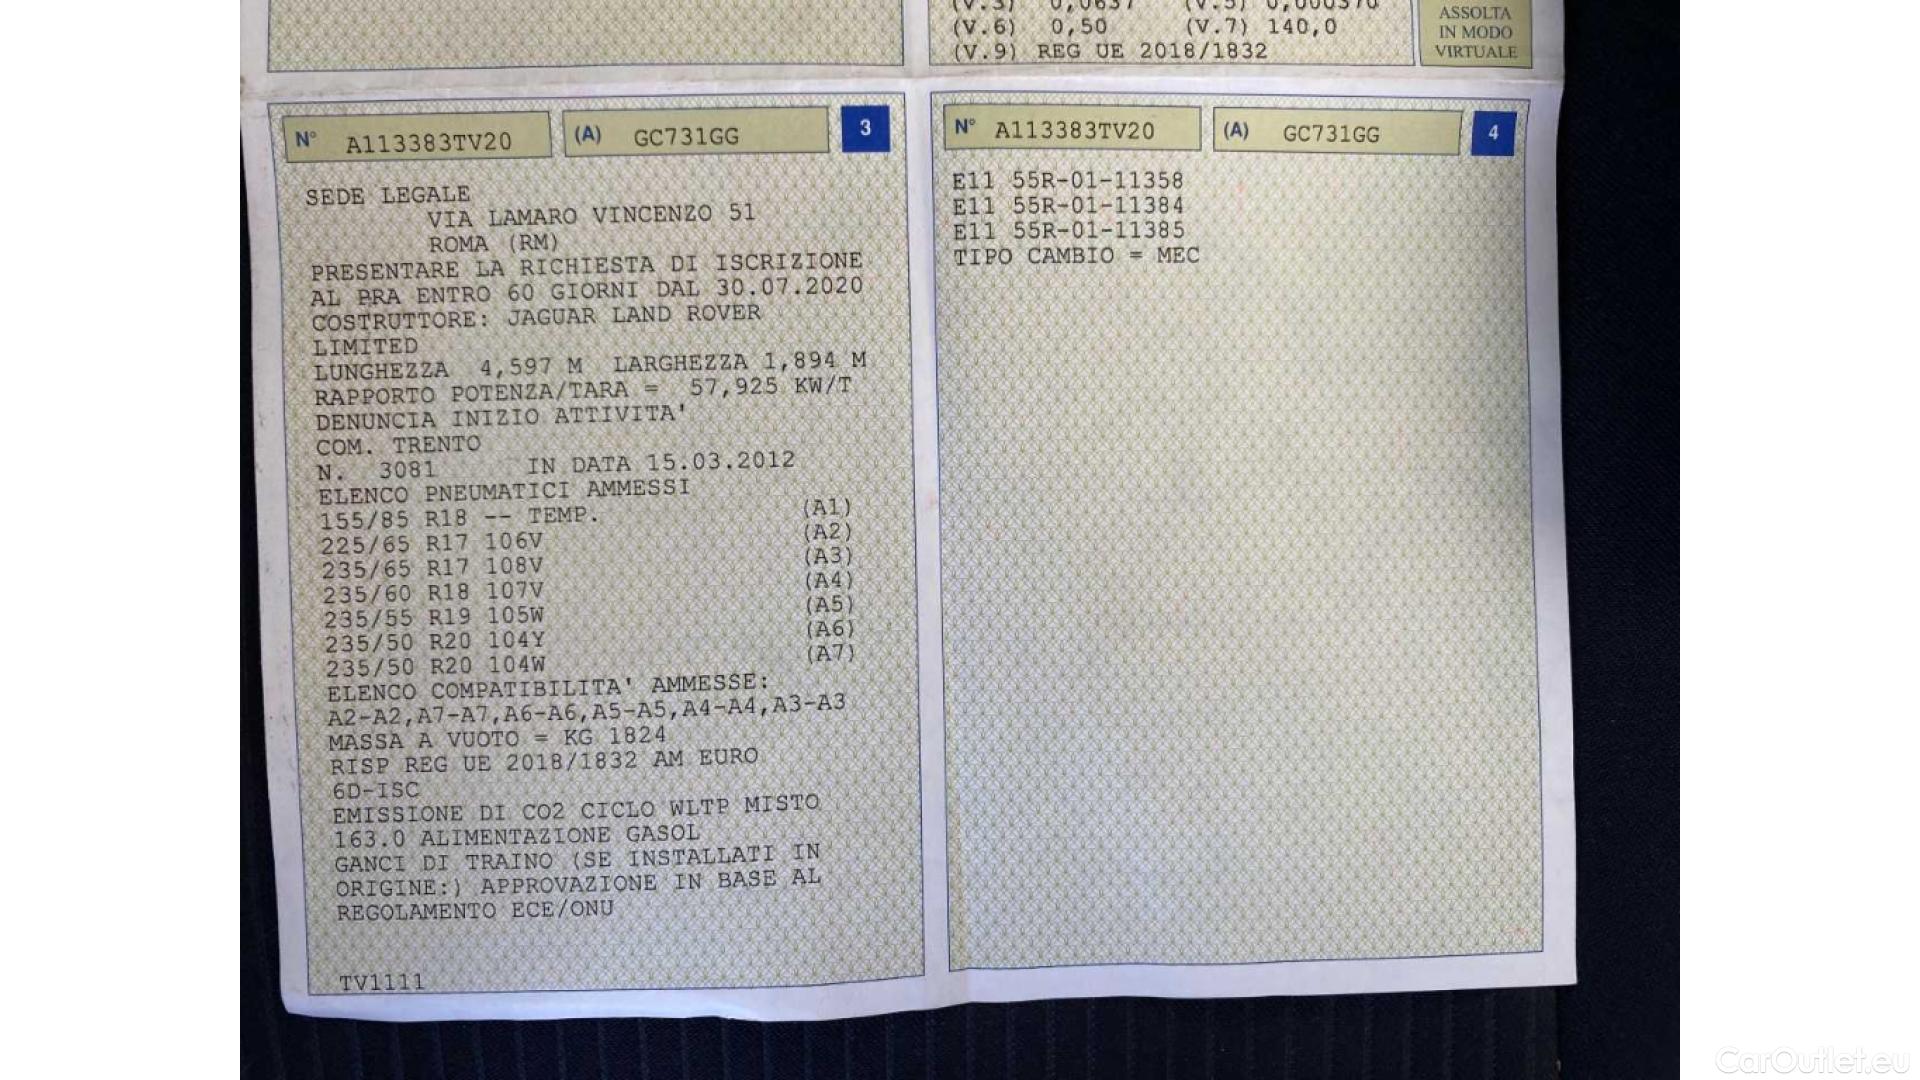 (V.3) 0,0637 (V.5) 0,000370
(V.6) 0,50 (V.7) 140,0
(V.9) REG UE 2018/1832
ASSOLTA
IN MODO
VIRTUALE
N° A113383TV20 (A) GC731GG 3
SEDE LEGALE
VIA LAMARO VINCENZO 51
ROMA (RM)
PRESENTARE LA RICHIESTA DI ISCRIZIONE
AL PRA ENTRO 60 GIORNI DAL 30.07.2020
COSTRUTTORE: JAGUAR LAND ROVER
LIMITED
LUNGHEZZA 4,597 M LARGHEZZA 1,894 M
RAPPORTO POTENZA/TARA = 57,925 KW/T
DENUNCIA INIZIO ATTIVITA'
COM. TRENTO
N. 3081 IN DATA 15.03.2012
ELENCO PNEUMATICI AMMESSI
155/85 R18 -- TEMP. (A1)
225/65 R17 106V (A2)
235/65 R17 108V (A3)
235/60 R18 107V (A4)
235/55 R19 105W (A5)
235/50 R20 104Y (A6)
235/50 R20 104W (A7)
ELENCO COMPATIBILITA' AMMESSE:
A2-A2,A7-A7,A6-A6,A5-A5,A4-A4,A3-A3
MASSA A VUOTO = KG 1824
RISP REG UE 2018/1832 AM EURO
6D-ISC
EMISSIONE DI CO2 CICLO WLTP MISTO
163.0 ALIMENTAZIONE GASOL
GANCI DI TRAINO (SE INSTALLATI IN
ORIGINE:) APPROVAZIONE IN BASE AL
REGOLAMENTO ECE/ONU
TV1111
N° A113383TV20 (A) GC731GG 4
E11 55R-01-11358
E11 55R-01-11384
E11 55R-01-11385
TIPO CAMBIO = MEC
CarOutlet.eu